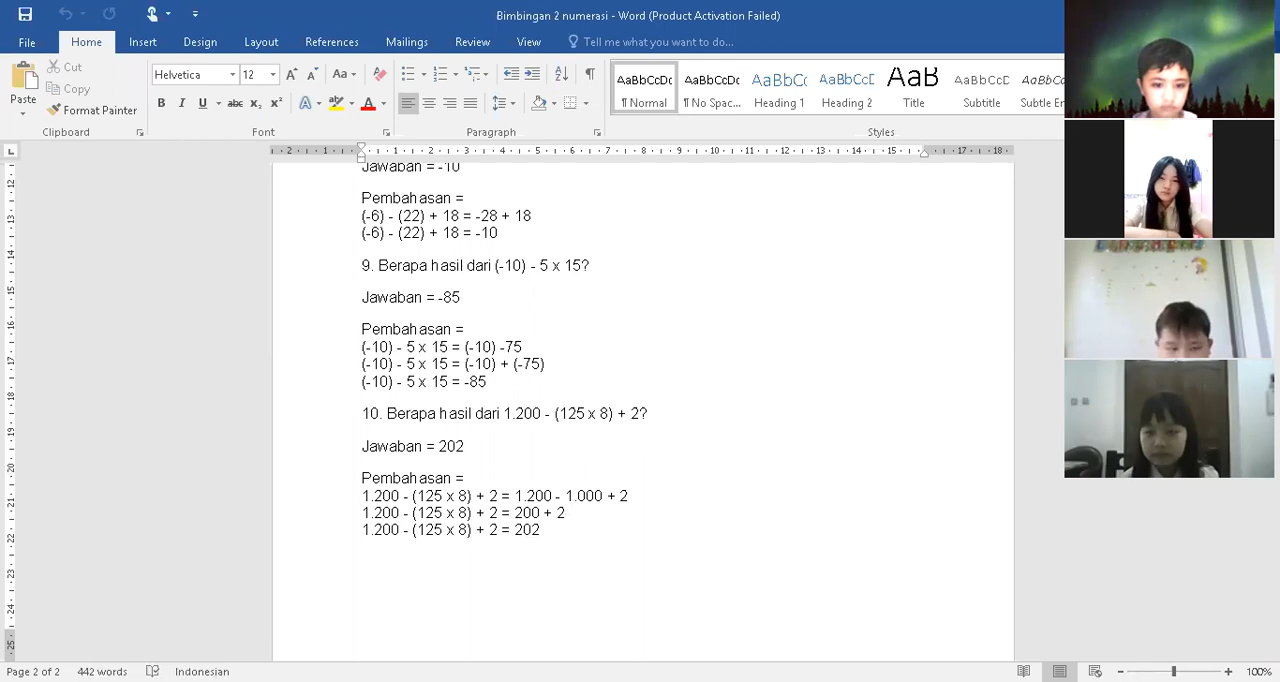 Bimbingan 2 numerasi - Word (Product Activation Failed)
File Home Insert Design Layout References Mailings Review View Tell me what you want to do...
Cut
Copy
Format Painter
Paste
Clipboard
Helvetica 12
Font
Paragraph
AaBbCcDc AaBbCcDc AaBbCc AaBbCcD AaB AaBbCcD AaBbCc
¶ Normal ¶ No Spac... Heading 1 Heading 2 Title Subtitle Subtle Em
Styles
Jawaban = -10
Pembahasan =
(-6) - (22) + 18 = -28 + 18
(-6) - (22) + 18 = -10
9. Berapa hasil dari (-10) - 5 x 15?
Jawaban = -85
Pembahasan =
(-10) - 5 x 15 = (-10) -75
(-10) - 5 x 15 = (-10) + (-75)
(-10) - 5 x 15 = -85
10. Berapa hasil dari 1.200 - (125 x 8) + 2?
Jawaban = 202
Pembahasan =
1.200 - (125 x 8) + 2 = 1.200 - 1.000 + 2
1.200 - (125 x 8) + 2 = 200 + 2
1.200 - (125 x 8) + 2 = 202
Page 2 of 2 442 words Indonesian 100%